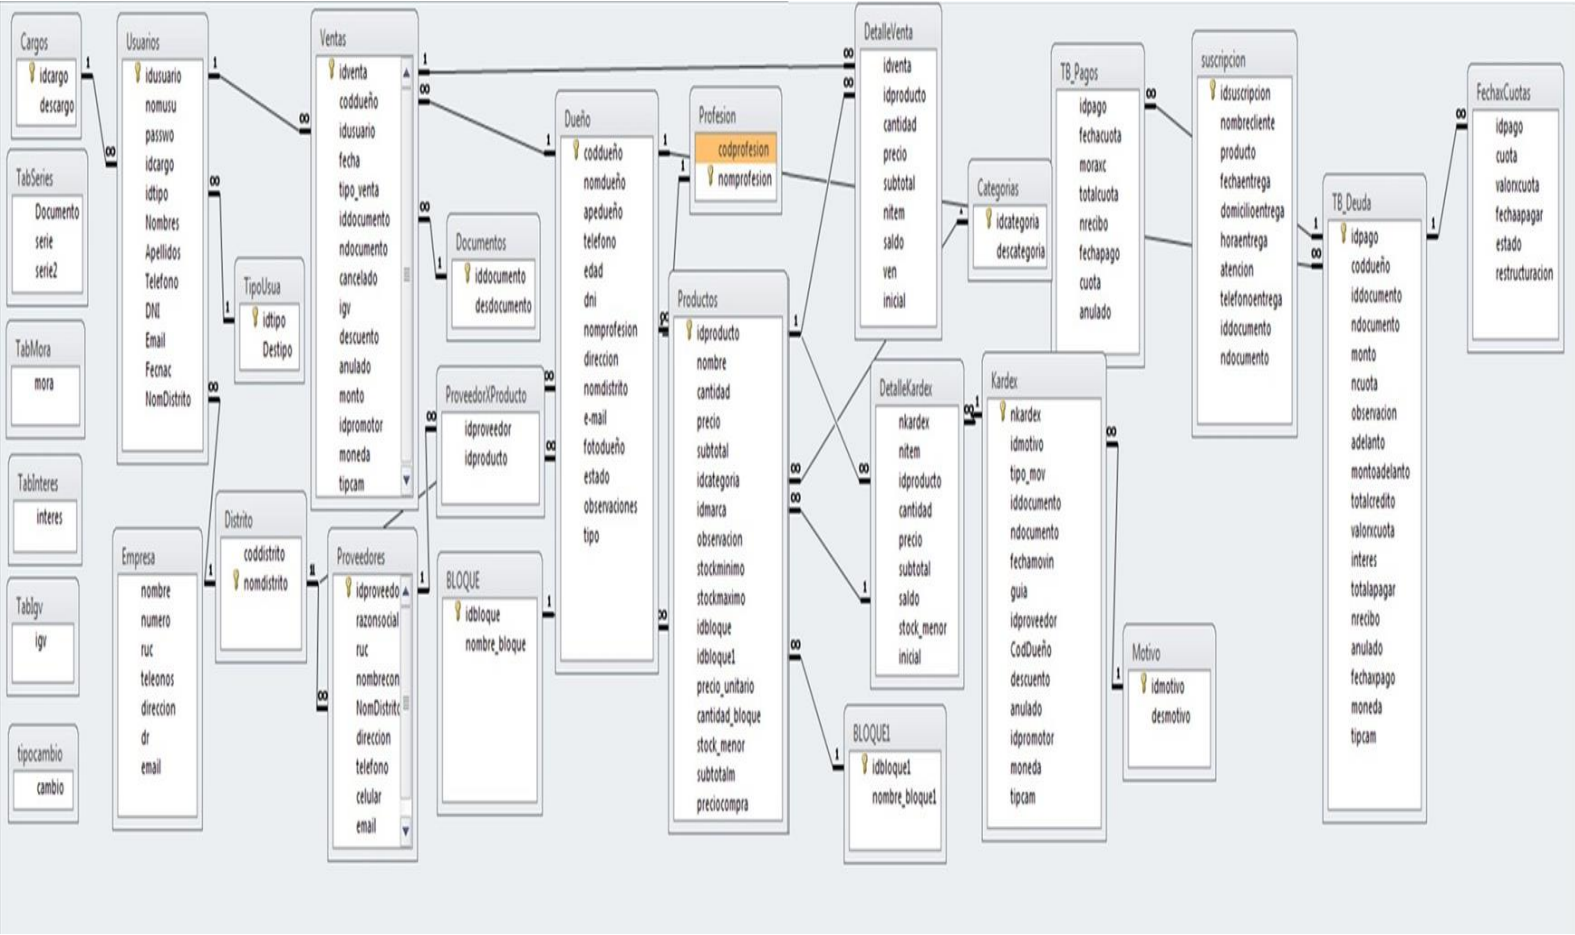 Cargos
idcargo
descargo
TabSeries
Documento
serie
serie2
TabMora
mora
TabInteres
interes
TabIgv
igv
tipocambio
cambio
Usuarios
idusuario
nomusu
passwo
idcargo
idtipo
Nombres
Apellidos
Telefono
DNI
Email
Fecnac
NomDistrito
Empresa
nombre
numero
ruc
teleonos
direccion
dr
email
TipoUsua
idtipo
Destipo
Distrito
coddistrito
nomdistrito
Ventas
idventa
coddueño
idusuario
fecha
tipo_venta
iddocumento
ndocumento
cancelado
igv
descuento
anulado
monto
idpromotor
moneda
tipcam
Proveedores
idproveedo
razonsocial
ruc
nombrecon
NomDistrito
direccion
telefono
celular
email
Documentos
iddocumento
desdocumento
ProveedorXProducto
idproveedor
idproducto
BLOQUE
idbloque
nombre_bloque
Dueño
coddueño
nomdueño
apedueño
telefono
edad
dni
nomprofesion
direccion
nomdistrito
e-mail
fotodueño
estado
observaciones
tipo
Profesion
codprofesion
nomprofesion
Productos
idproducto
nombre
cantidad
precio
subtotal
idcategoria
idmarca
observacion
stockminimo
stockmaximo
idbloque
idbloque1
precio_unitario
cantidad_bloque
stock_menor
subtotalm
preciocompra
DetalleVenta
idventa
idproducto
cantidad
precio
subtotal
nitem
saldo
ven
inicial
DetalleKardex
nkardex
nitem
idproducto
cantidad
precio
subtotal
saldo
stock_menor
inicial
BLOQUE1
idbloque1
nombre_bloque1
Categorias
idcategoria
descategoria
Kardex
nkardex
idmotivo
tipo_mov
iddocumento
ndocumento
fechamovin
guia
idproveedor
CodDueño
descuento
anulado
idpromotor
moneda
tipcam
TB_Pagos
idpago
fechacuota
moraxc
totalcuota
nrecibo
fechapago
cuota
anulado
Motivo
idmotivo
desmotivo
suscripcion
idsuscripcion
nombrecliente
producto
fechaentrega
domicilioentrega
horaentrega
atencion
telefonoentrega
iddocumento
ndocumento
TB_Deuda
idpago
coddueño
iddocumento
ndocumento
monto
ncuota
observacion
adelanto
montoadelanto
totalcredito
valorxcuota
interes
totalapagar
nrecibo
anulado
fechaxpago
moneda
tipcam
FechaxCuotas
idpago
cuota
valorxcuota
fechaapagar
estado
restructuracion